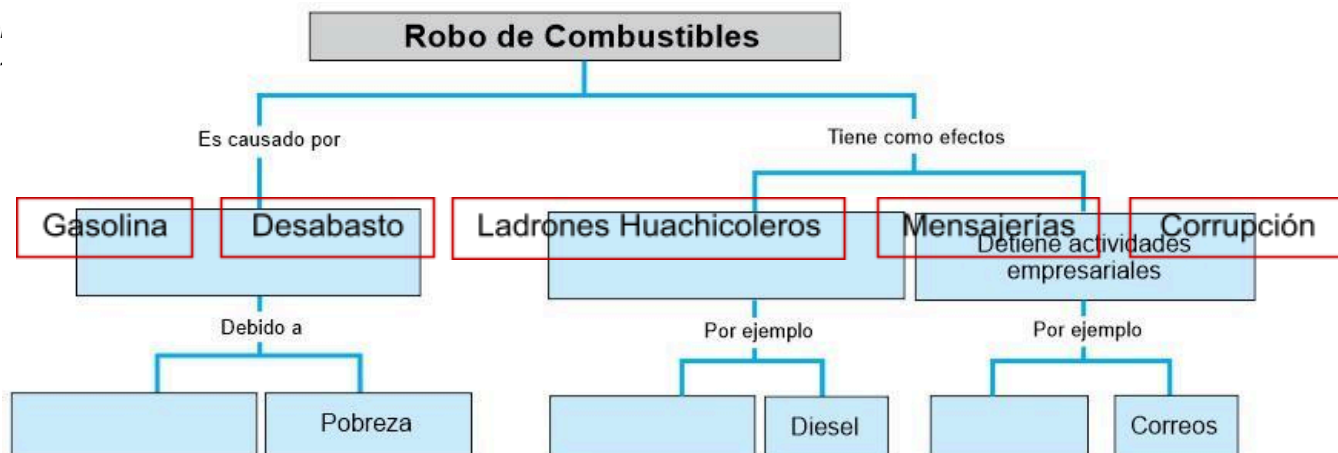 Robo de Combustibles
Es causado por
Tiene como efectos
Gasolina
Desabasto
Ladrones Huachicoleros
Mensajerías
Corrupción
Detiene actividades
empresariales
Debido a
Por ejemplo
Por ejemplo
Pobreza
Diesel
Correos